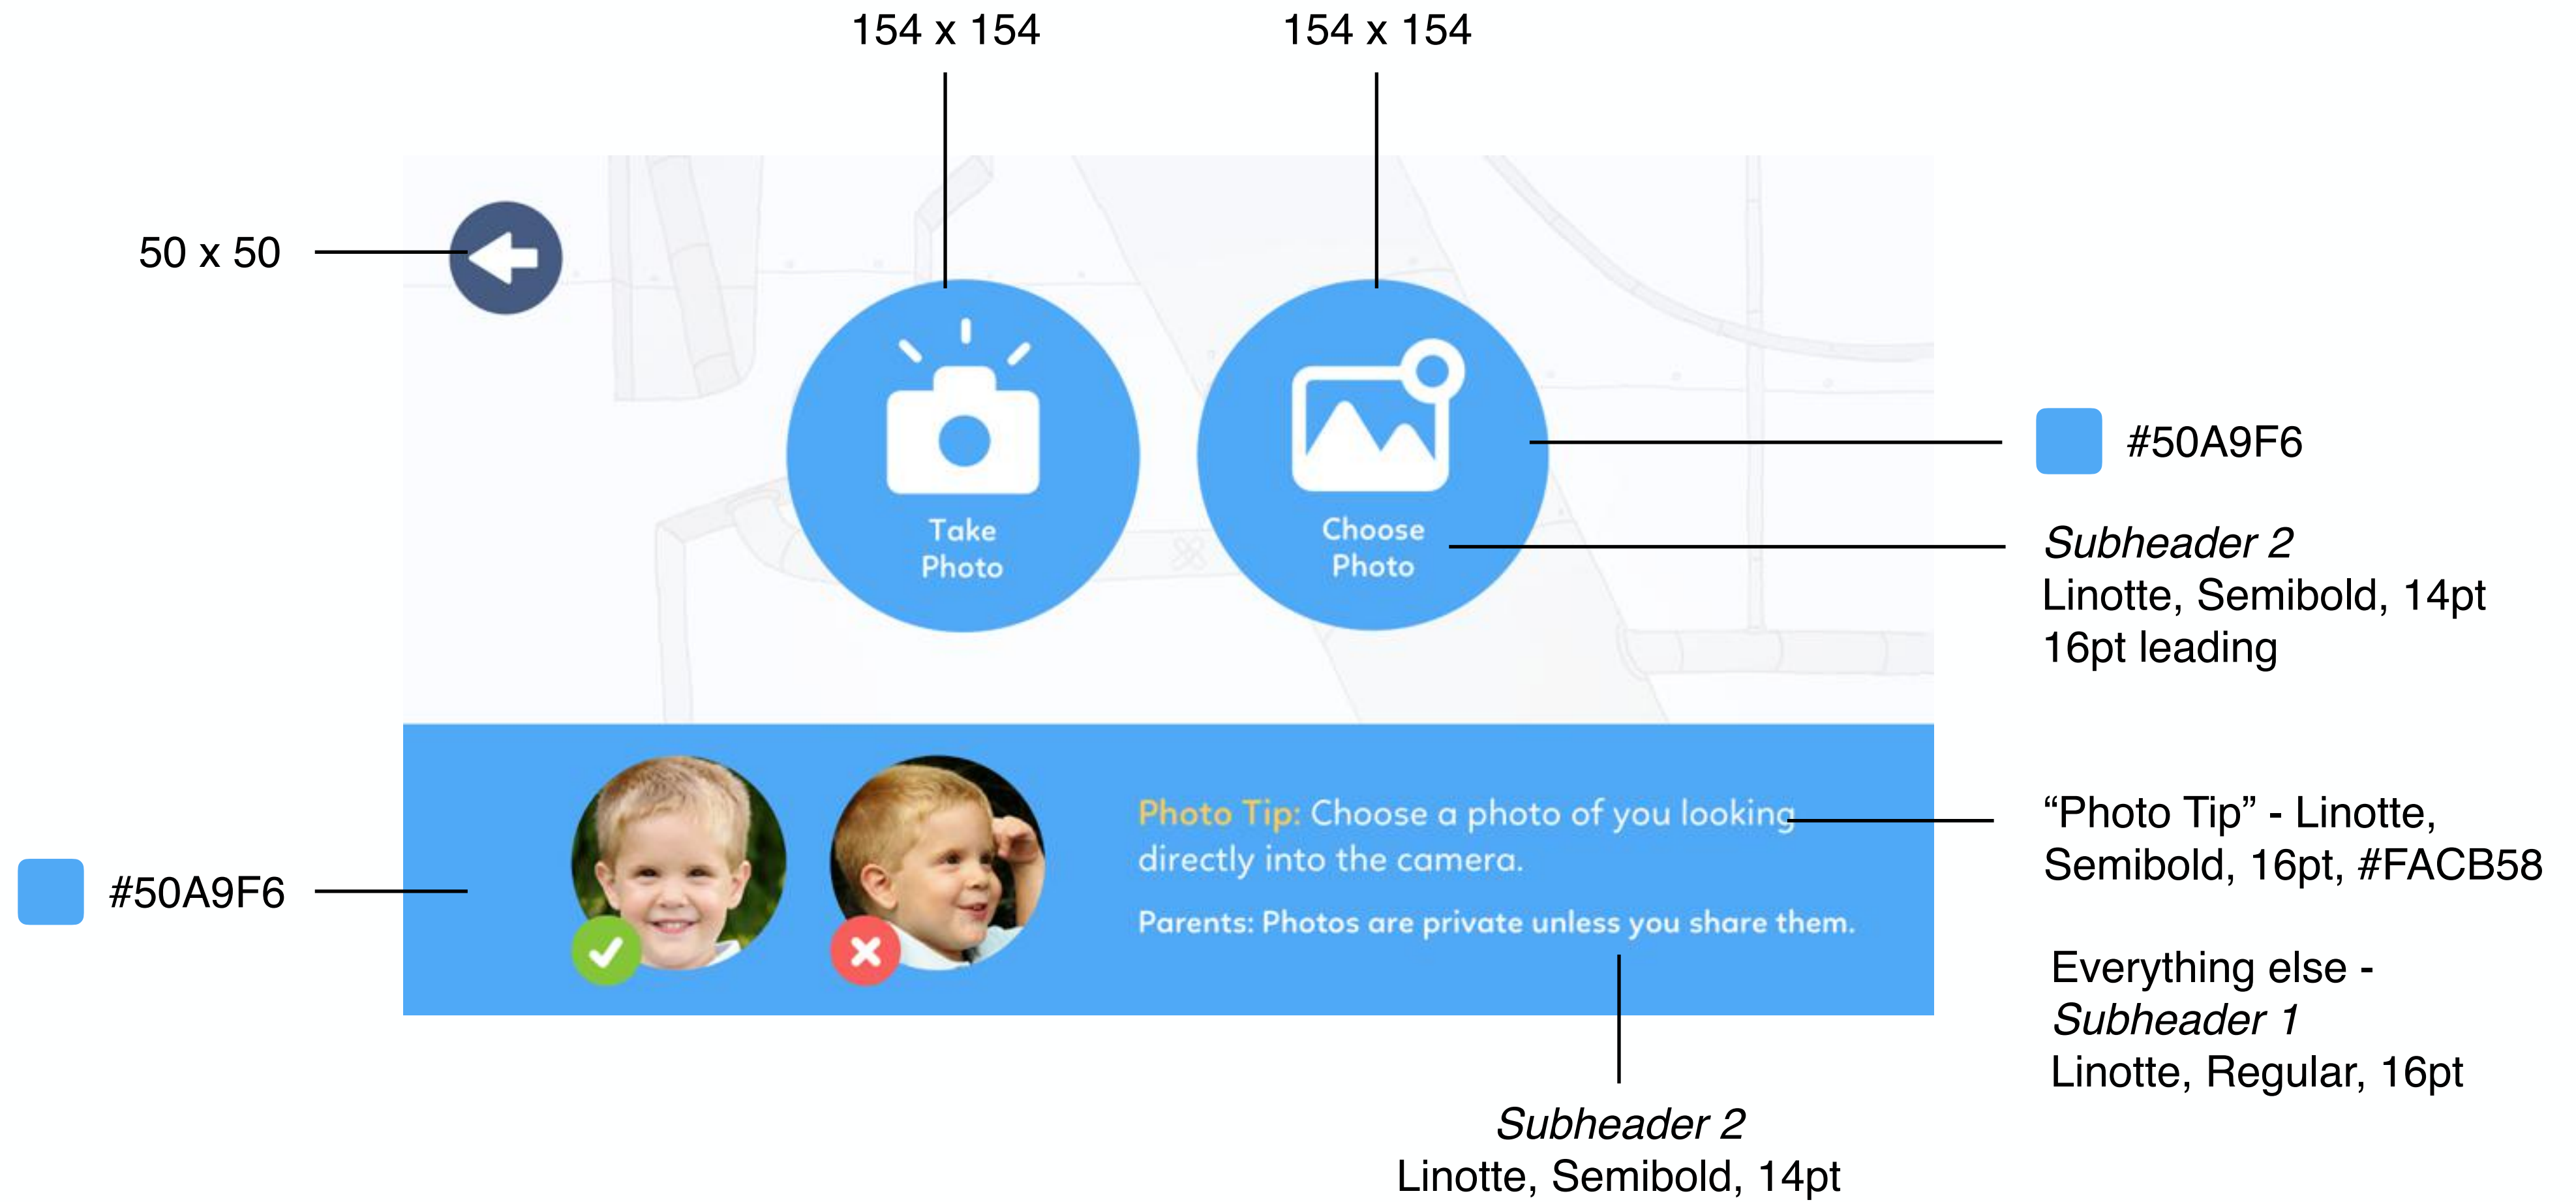 154 x 154
154 x 154
50 x 50
Take
Photo
Choose
Photo
#50A9F6
Subheader 2
Linotte, Semibold, 14pt
16pt leading
#50A9F6
Photo Tip: Choose a photo of you looking
directly into the camera.
Parents: Photos are private unless you share them.
“Photo Tip” - Linotte,
Semibold, 16pt, #FACB58
Everything else -
Subheader 1
Linotte, Regular, 16pt
Subheader 2
Linotte, Semibold, 14pt